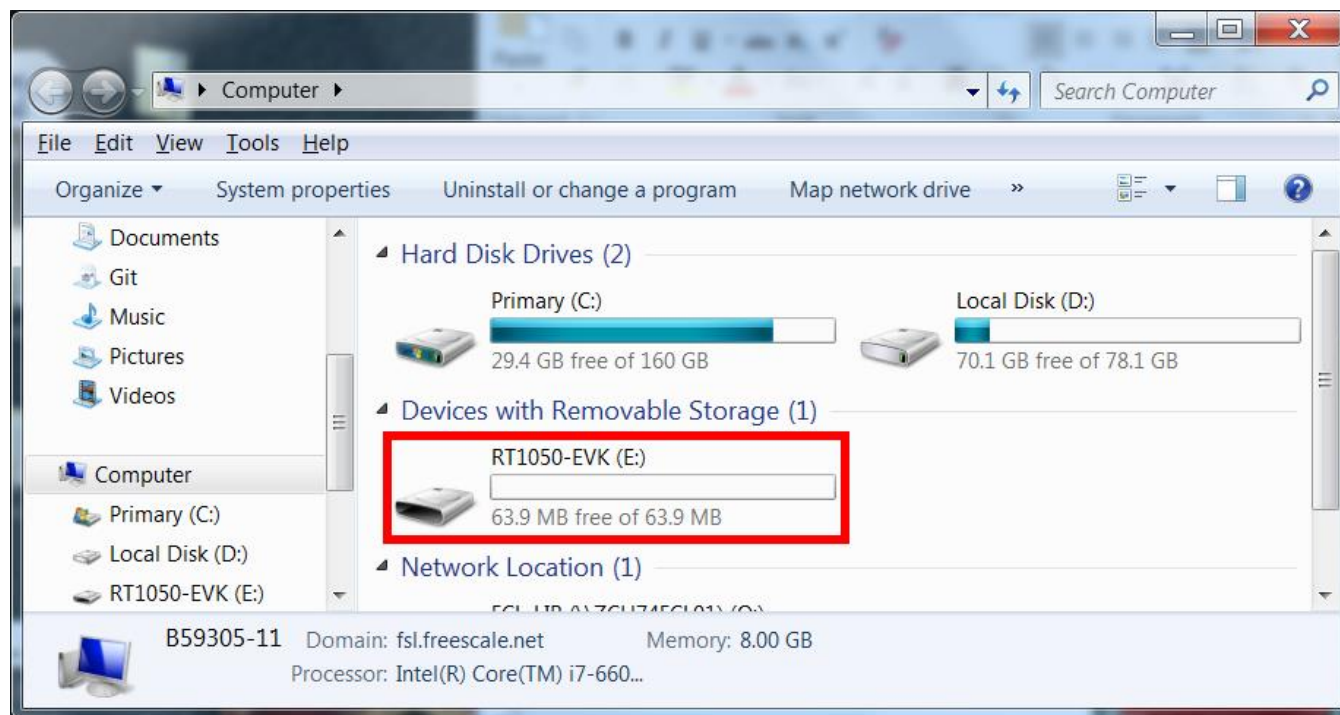 Computer
Search Computer
File Edit View Tools Help
Organize System properties Uninstall or change a program Map network drive »
Documents
Git
Music
Pictures
Videos
Computer
Primary (C:)
Local Disk (D:)
RT1050-EVK (E:)
Hard Disk Drives (2)
Primary (C:)
29.4 GB free of 160 GB
Local Disk (D:)
70.1 GB free of 78.1 GB
Devices with Removable Storage (1)
RT1050-EVK (E:)
63.9 MB free of 63.9 MB
Network Location (1)
B59305-11 Domain: fsl.freescale.net Memory: 8.00 GB
Processor: Intel(R) Core(TM) i7-660...